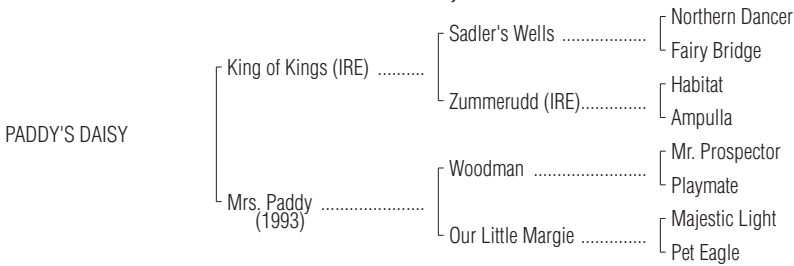 Northern Dancer
Sadler's Wells ..................
Fairy Bridge
King of Kings (IRE) ..........
Habitat
Zummerudd (IRE)..............
Ampulla
PADDY'S DAISY
Mr. Prospector
Woodman ........................
Playmate
Mrs. Paddy ......................
(1993)
Majestic Light
Our Little Margie ..............
Pet Eagle